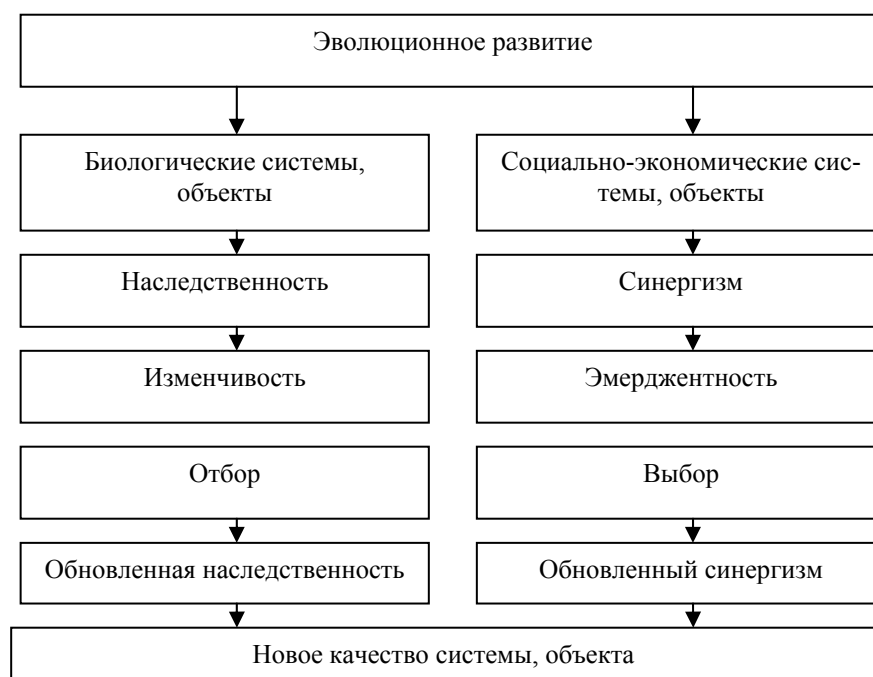 Эволюционное развитие
Биологические системы,
объекты
Социально-экономические сис-
темы, объекты
Наследственность
Синергизм
Изменчивость
Эмерджентность
Отбор
Выбор
Обновленная наследственность
Обновленный синергизм
Новое качество системы, объекта